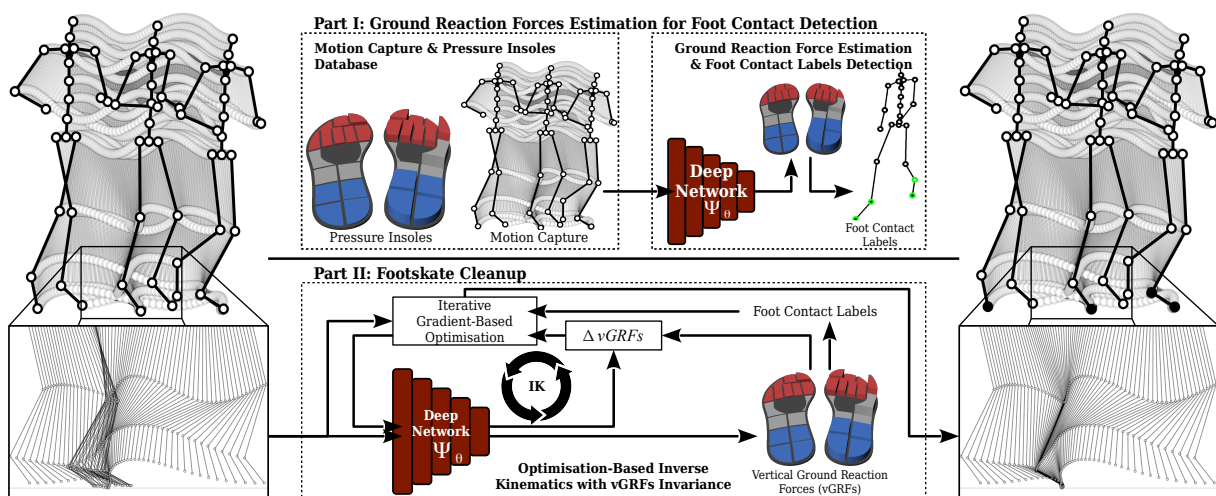 Part I: Ground Reaction Forces Estimation for Foot Contact Detection
Motion Capture & Pressure Insoles
Database
Pressure Insoles
Motion Capture
Ground Reaction Force Estimation
& Foot Contact Labels Detection
Deep
Network
Ψθ
Foot Contact
Labels
Part II: Footskate Cleanup
Iterative
Gradient-Based
Optimisation
Δ vGRFs
Foot Contact Labels
IK
Deep
Network
Ψθ
Optimisation-Based Inverse
Kinematics with vGRFs Invariance
Vertical Ground Reaction
Forces (vGRFs)